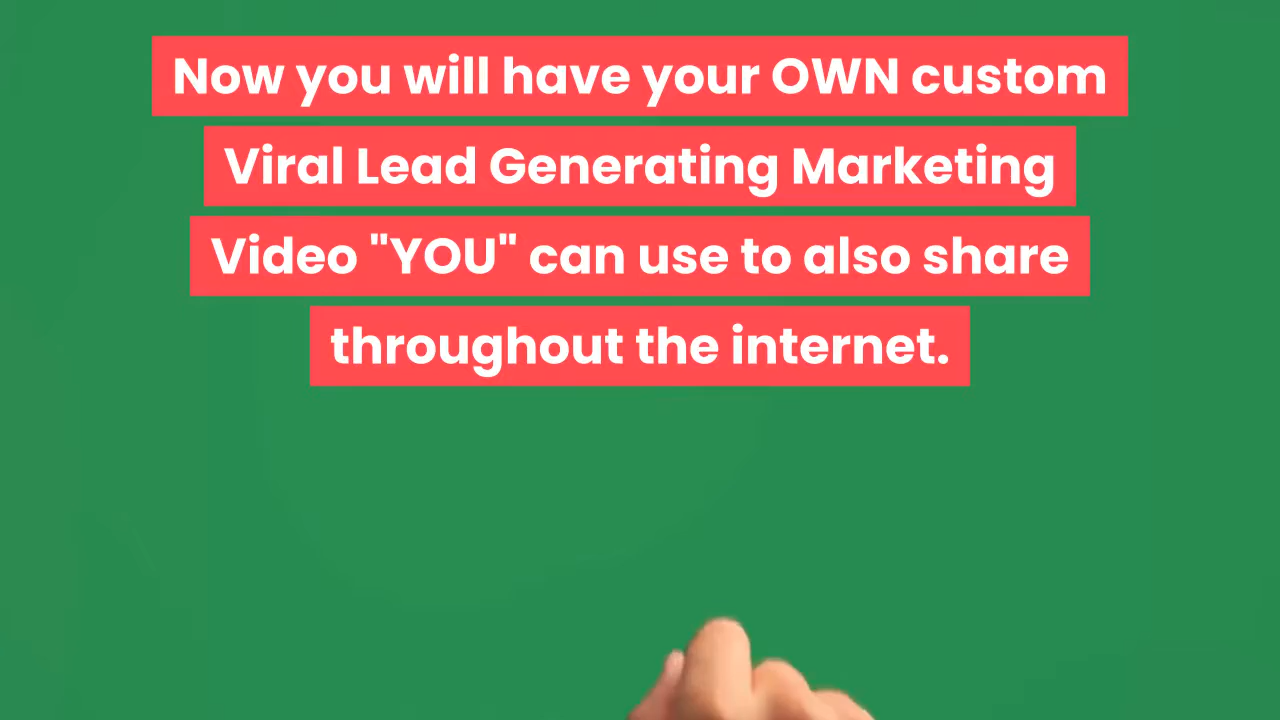 Now you will have your OWN custom
Viral Lead Generating Marketing
Video "YOU" can use to also share
throughout the internet.